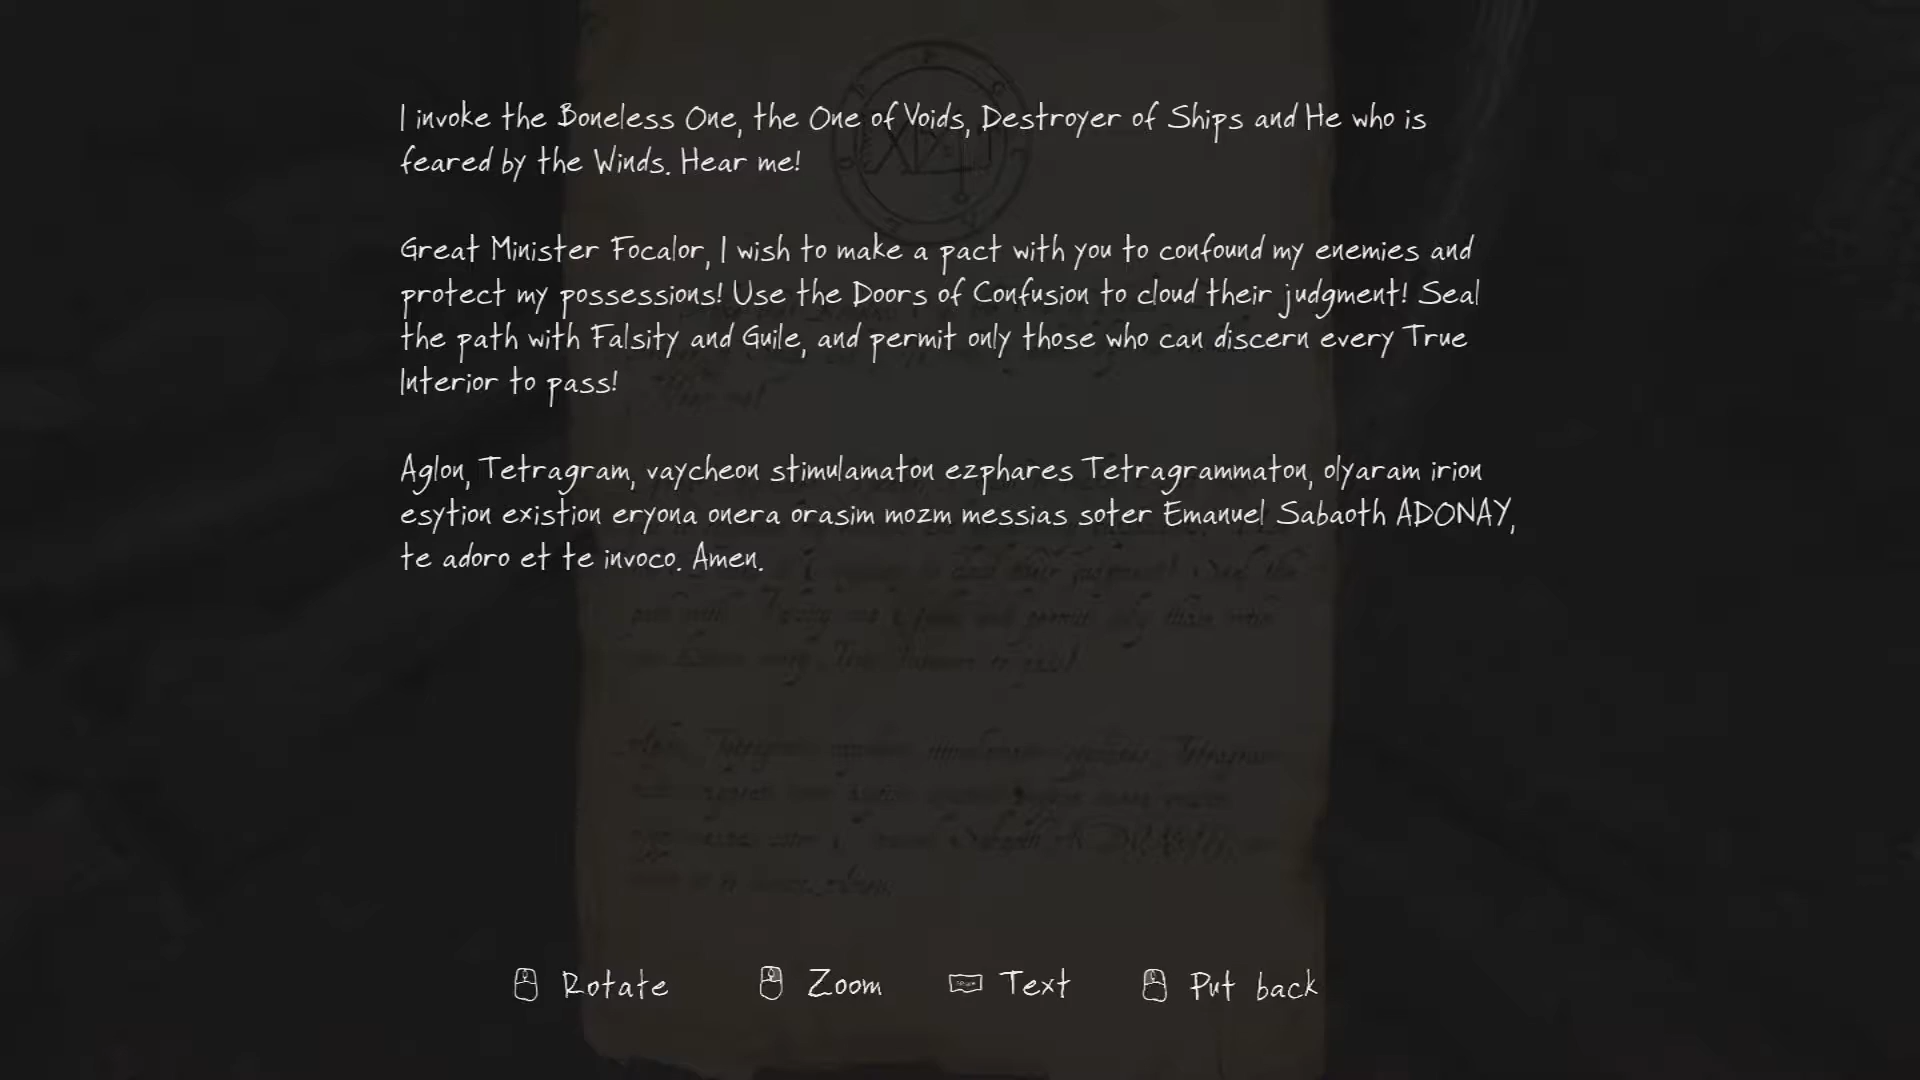 I invoke the Boneless One, the One of Voids, Destroyer of Ships and He who is
feared by the Winds. Hear me!
Great Minister Focalor, I wish to make a pact with you to confound my enemies and
protect my possessions! Use the Doors of Confusion to cloud their judgment! Seal
the path with Falsity and Guile, and permit only those who can discern every True
Interior to pass!
Aglon, Tetragram, vaycheon stimulamaton ezphares Tetragrammaton, olyaram irion
esytion existion eryona onera orasim mozm messias soter Emanuel Sabaoth ADONAY,
te adoro et te invoco. Amen.
Rotate Zoom Text Put back